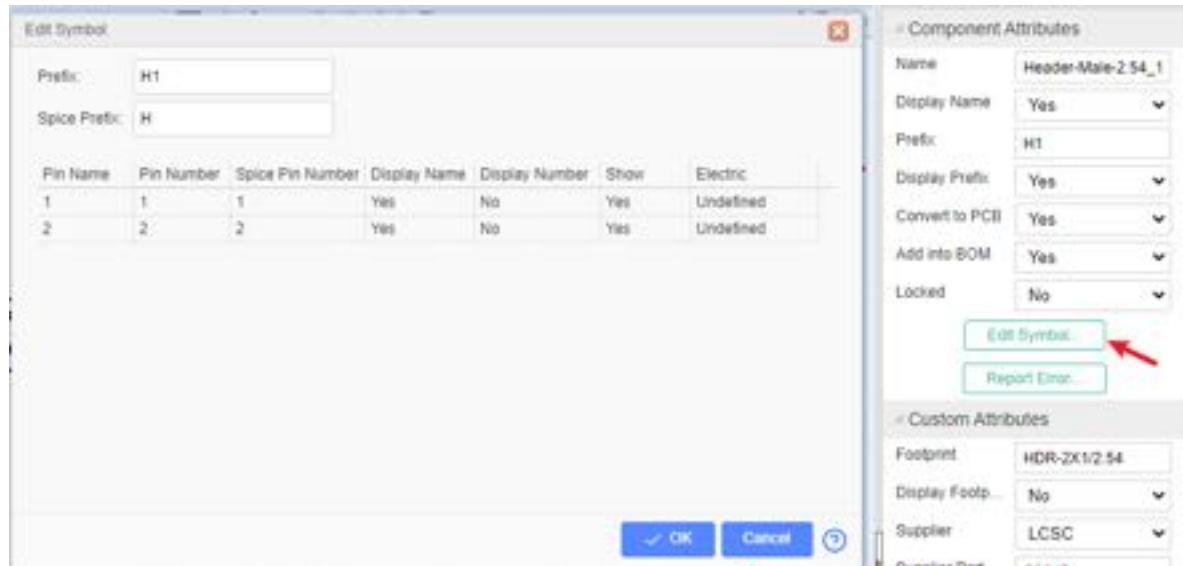 Edit Symbol
Prefix: H1
Spice Prefix: H
Pin Name Pin Number Spice Pin Number Display Name Display Number Show Electric
1 1 1 Yes No Yes Undefined
2 2 2 Yes No Yes Undefined
OK Cancel
Component Attributes
Name Header-Male-2.54_1
Display Name Yes
Prefix H1
Display Prefix Yes
Convert to PCB Yes
Add into BOM Yes
Locked No
Edit Symbol...
Report Error...
Custom Attributes
Footprint HDR-2X1/2.54
Display Footp... No
Supplier LCSC
Supplier Part